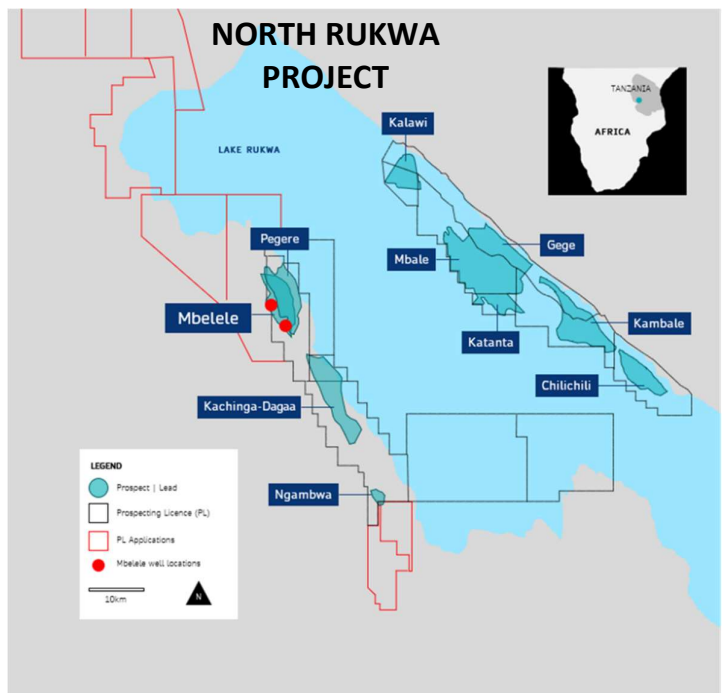 NORTH RUKWA
PROJECT
TANZANIA
AFRICA
Kalawi
LAKE RUKWA
Pegere
Gege
Mbale
Mbelele
Kambale
Katanta
Chilichili
Kachinga-Dagaa
Ngambwa
LEGEND
Prospect | Lead
Prospecting Licence (PL)
PL Applications
Mbelele well locations
10km
N